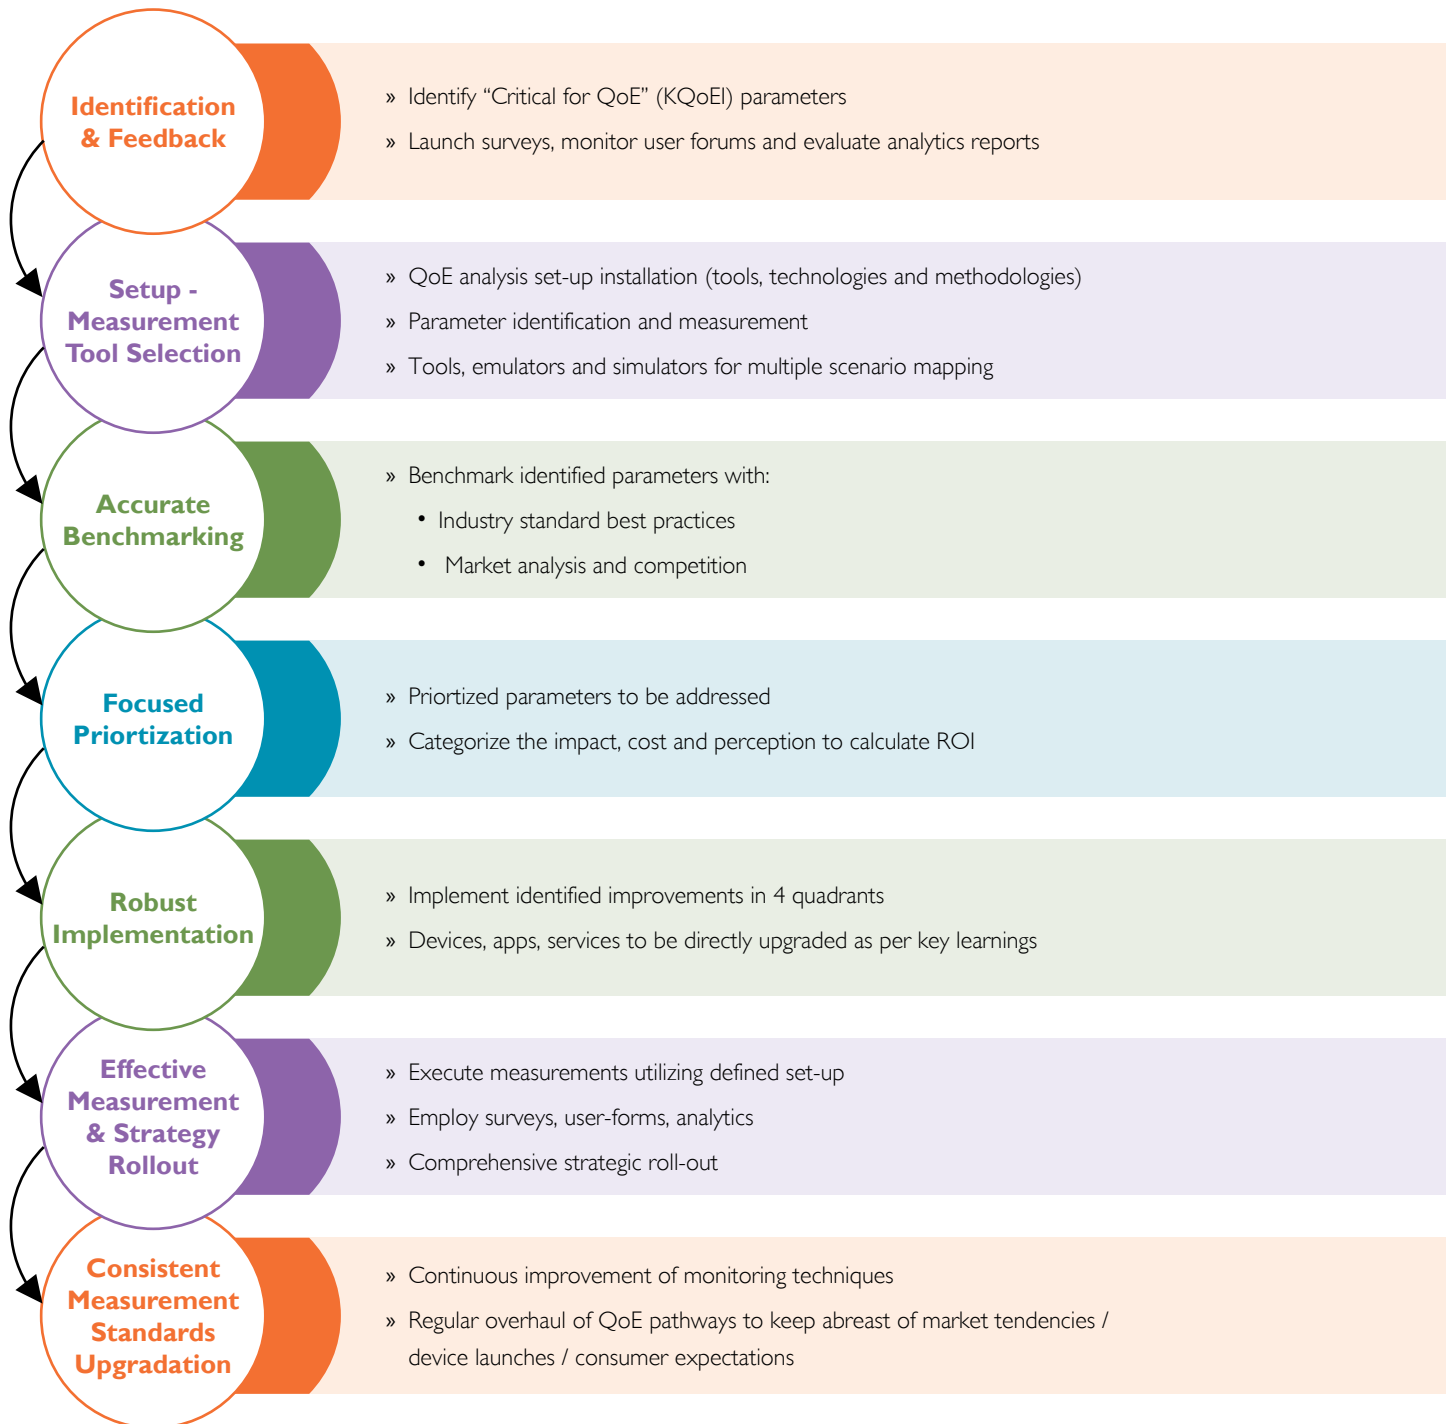 Identification
& Feedback
» Identify “Critical for QoE” (KQoEI) parameters
» Launch surveys, monitor user forums and evaluate analytics reports
Setup -
Measurement
Tool Selection
» QoE analysis set-up installation (tools, technologies and methodologies)
» Parameter identification and measurement
» Tools, emulators and simulators for multiple scenario mapping
Accurate
Benchmarking
» Benchmark identified parameters with:
• Industry standard best practices
• Market analysis and competition
Focused
Priortization
» Priortized parameters to be addressed
» Categorize the impact, cost and perception to calculate ROI
Robust
Implementation
» Implement identified improvements in 4 quadrants
» Devices, apps, services to be directly upgraded as per key learnings
Effective
Measurement
& Strategy
Rollout
» Execute measurements utilizing defined set-up
» Employ surveys, user-forms, analytics
» Comprehensive strategic roll-out
Consistent
Measurement
Standards
Upgradation
» Continuous improvement of monitoring techniques
» Regular overhaul of QoE pathways to keep abreast of market tendencies /
device launches / consumer expectations